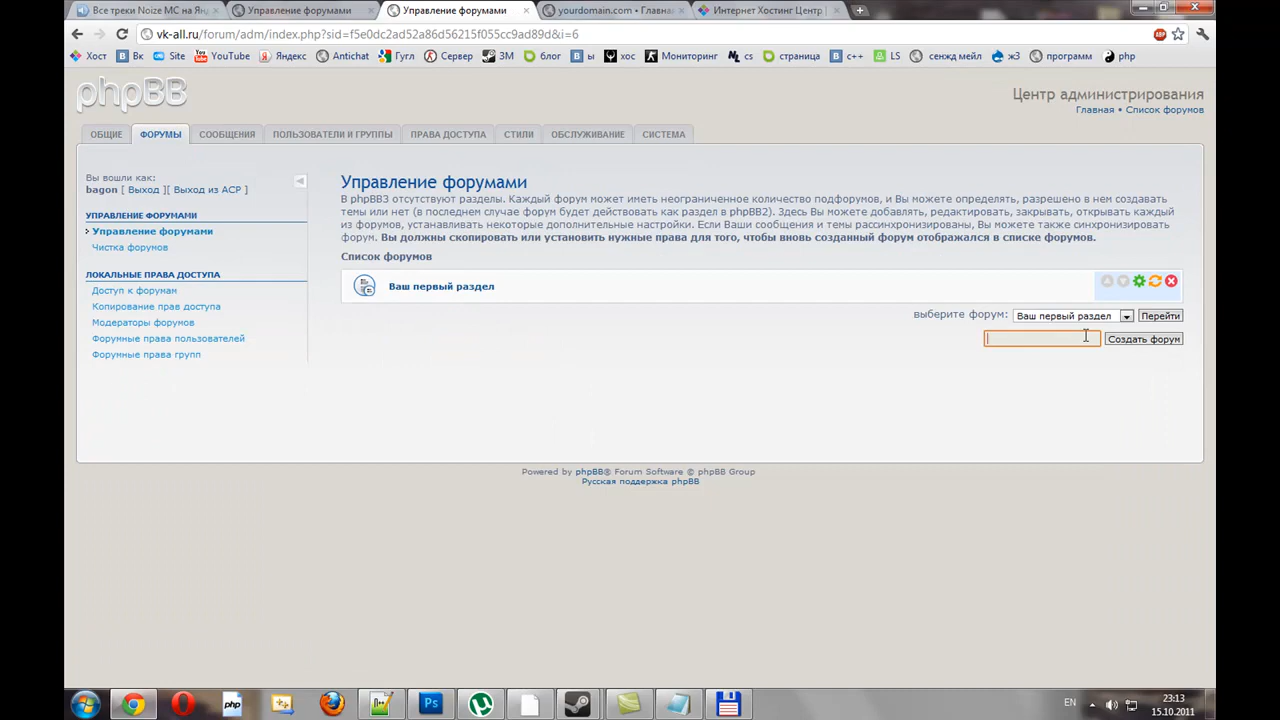 Все треки Noize MC на Янд
Управление форумами
Управление форумами
yourdomain.com • Главна
Интернет Хостинг Центр
vk-all.ru/forum/adm/index.php?sid=f5e0dc2ad52a86d56215f055cc9ad89d&i=6
Хост
Вк
Site
YouTube
Яндекс
Antichat
Гугл
Сервер
ЗМ
блог
ы
хос
Мониторинг
cs
страница
с++
LS
сенжд мейл
ж3
программ
php
phpBB
Центр администрирования
Главная • Список форумов
ОБЩИЕ
ФОРУМЫ
СООБЩЕНИЯ
ПОЛЬЗОВАТЕЛИ И ГРУППЫ
ПРАВА ДОСТУПА
СТИЛИ
ОБСЛУЖИВАНИЕ
СИСТЕМА
Вы вошли как:
bagon [ Выход ][ Выход из ACP ]
УПРАВЛЕНИЕ ФОРУМАМИ
Управление форумами
Чистка форумов
ЛОКАЛЬНЫЕ ПРАВА ДОСТУПА
Доступ к форумам
Копирование прав доступа
Модераторы форумов
Форумные права пользователей
Форумные права групп
Управление форумами
В phpBB3 отсутствуют разделы. Каждый форум может иметь неограниченное количество подфорумов, и Вы можете определять, разрешено в нем создавать
темы или нет (в последнем случае форум будет действовать как раздел в phpBB2). Здесь Вы можете добавлять, редактировать, закрывать, открывать каждый
из форумов, устанавливать некоторые дополнительные настройки. Если Ваши сообщения и темы рассинхронизированы, Вы можете также синхронизировать
форум. Вы должны скопировать или установить нужные права для того, чтобы вновь созданный форум отображался в списке форумов.
Список форумов
Ваш первый раздел
выберите форум: Ваш первый раздел Перейти
Создать форум
Powered by phpBB® Forum Software © phpBB Group
Русская поддержка phpBB
php
Ps
EN
23:13
15.10.2011